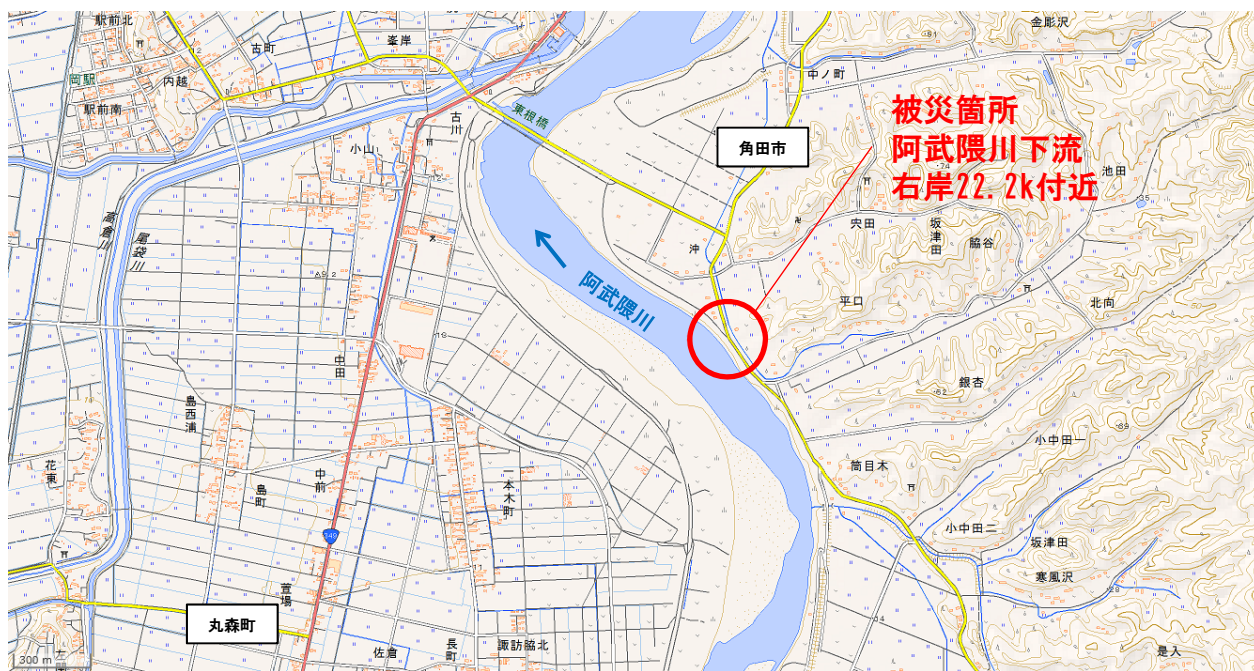 駅前北
古町
峯岸
金彫沢
岡駅
内越
駅前南
中ノ町
東根橋
古川
小山
角田市
被災箇所
阿武隈川下流
右岸22.2k付近
池田
宍田
坂津田
脇谷
高倉川
尾袋川
沖
阿武隈川
平口
北向
中田
銀杏
島西浦
小中田一
花東
島町
中前
一本木町
筒目木
349
小中田二
坂津田
寒風沢
萱場
丸森町
佐倉
長町
諏訪脇北
是入
300 m